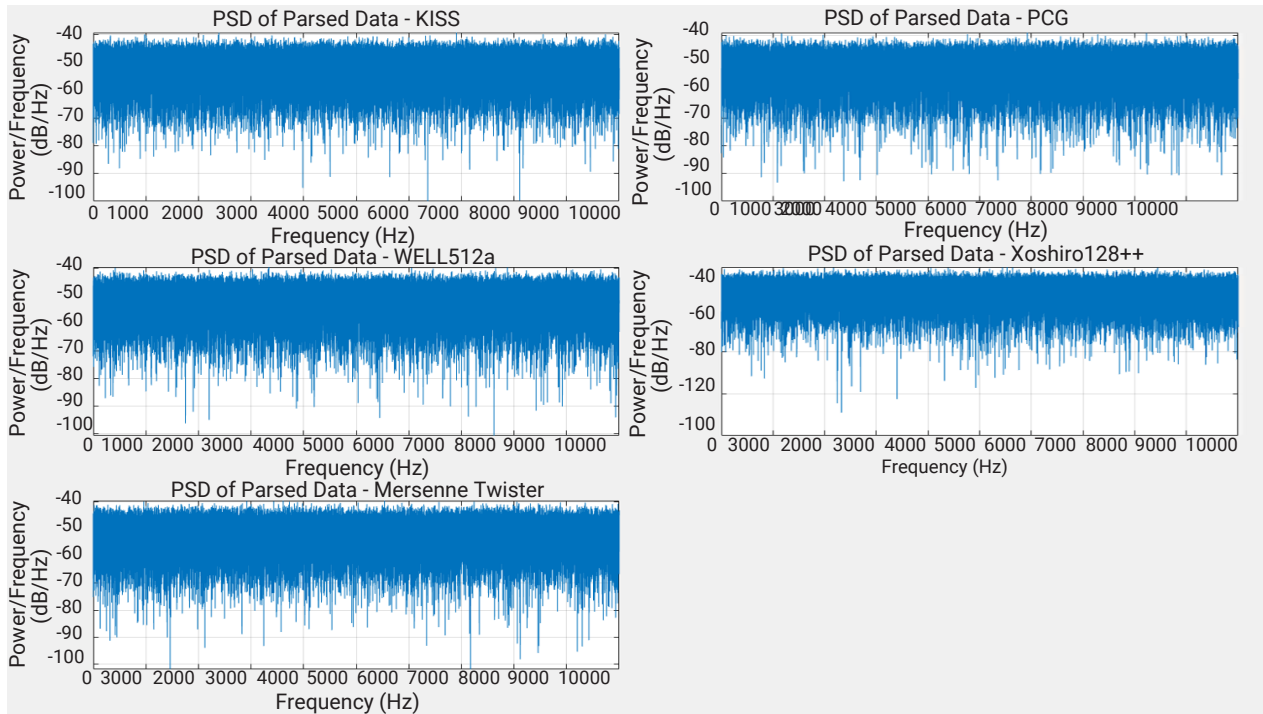 PSD of Parsed Data - KISS
Power/Frequency
(dB/Hz)
-40
-50
-60
-70
-80
-90
-100
0 1000 2000 3000 4000 5000 6000 7000 8000 9000 10000
Frequency (Hz)
PSD of Parsed Data - PCG
Power/Frequency
(dB/Hz)
-40
-50
-60
-70
-80
-90
-100
0 1000 2000 3000 4000 5000 6000 7000 8000 9000 10000
Frequency (Hz)
PSD of Parsed Data - WELL512a
Power/Frequency
(dB/Hz)
-40
-50
-60
-70
-80
-90
-100
0 1000 2000 3000 4000 5000 6000 7000 8000 9000 10000
Frequency (Hz)
PSD of Parsed Data - Xoshiro128++
Power/Frequency
(dB/Hz)
-40
-60
-80
-120
-100
3000 2000 3000 4000 5000 6000 7000 8000 9000 10000
Frequency (Hz)
PSD of Parsed Data - Mersenne Twister
Power/Frequency
(dB/Hz)
-40
-50
-60
-70
-80
-90
-100
0 3000 2000 3000 4000 5000 6000 7000 8000 9000 10000
Frequency (Hz)